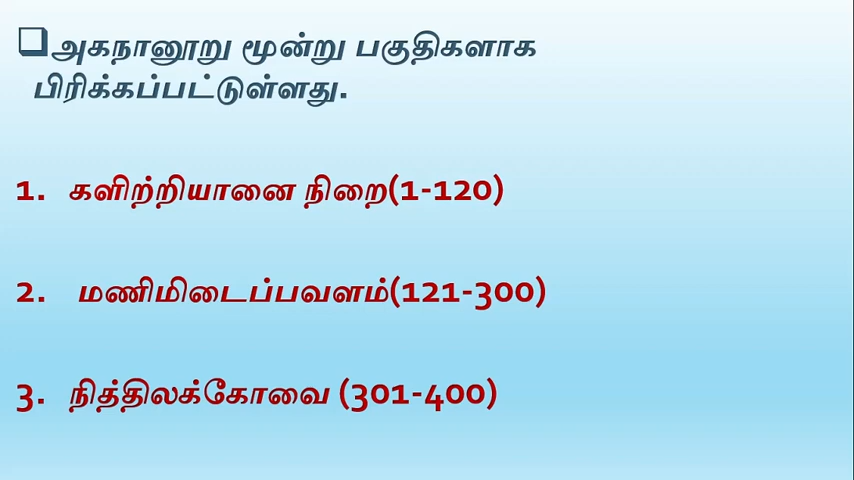 ❑அகநானூறு மூன்று பகுதிகளாக
பிரிக்கப்பட்டுள்ளது.
1. களிற்றியானை நிறை(1-120)
2. மணிமிடைப்பவளம்(121-300)
3. நித்திலக்கோவை (301-400)